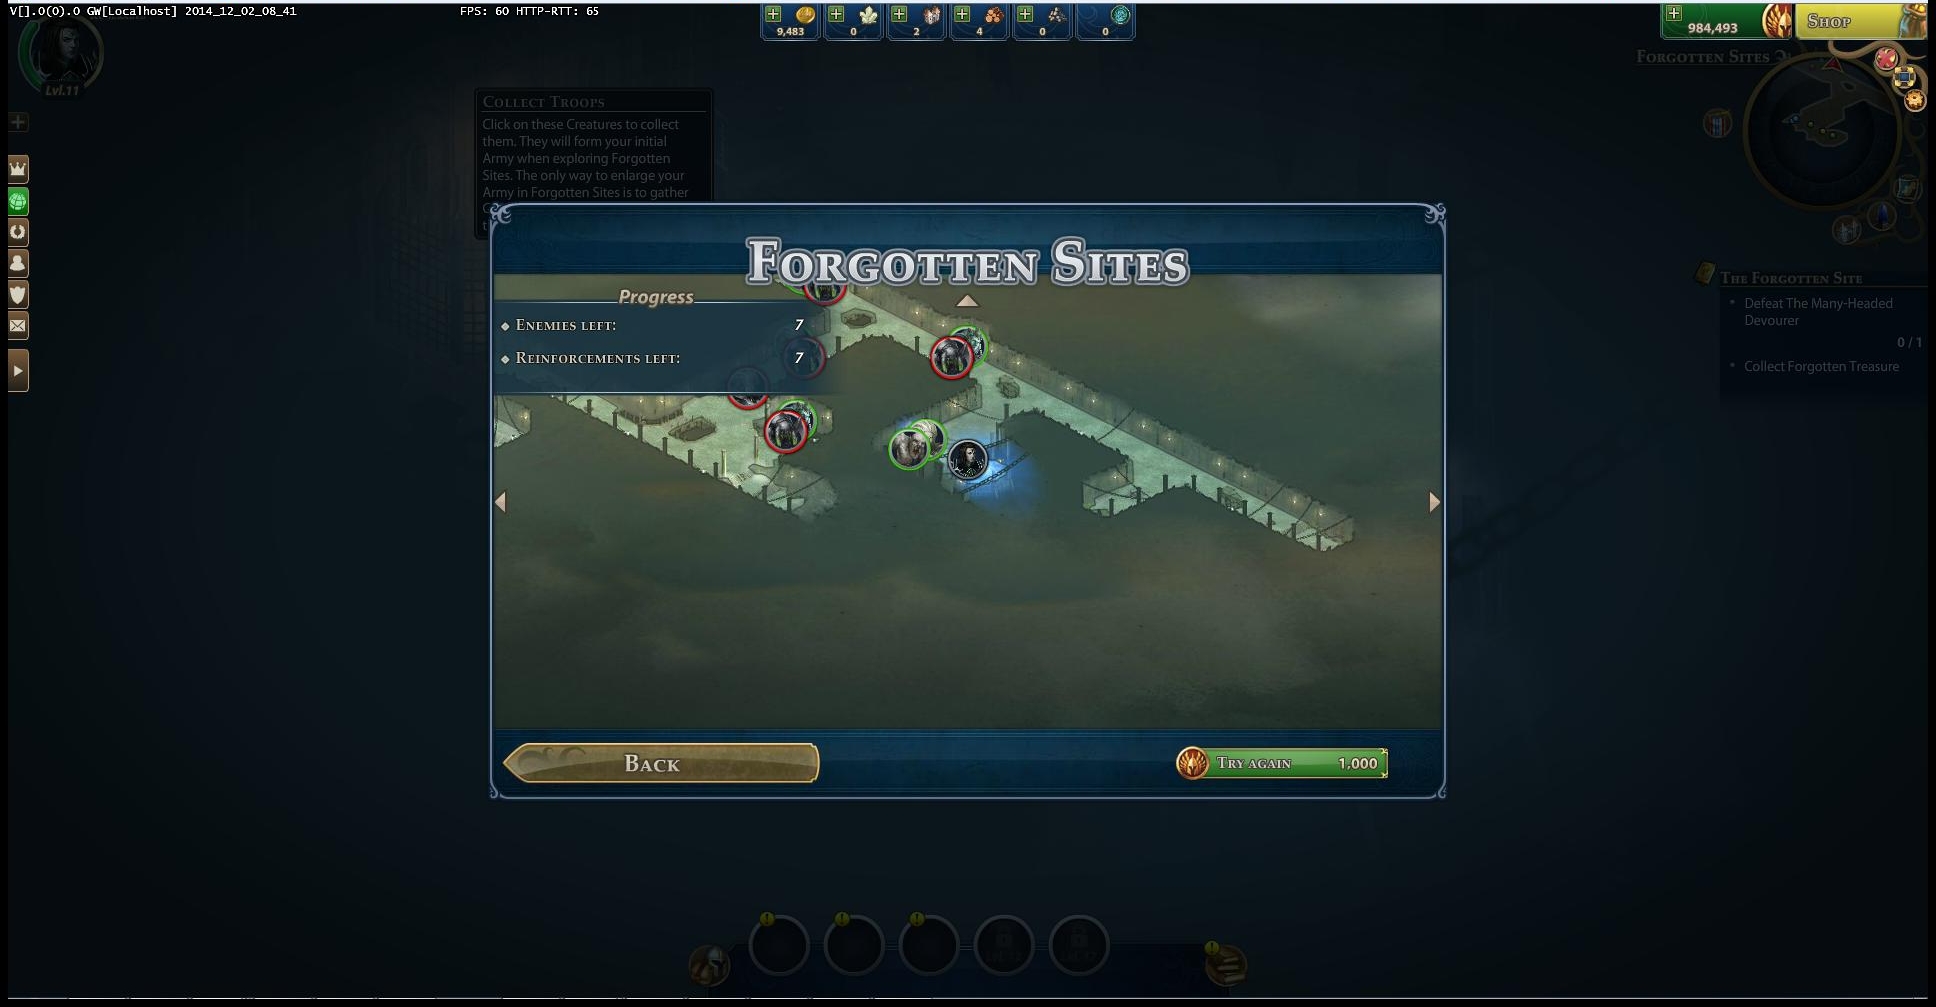 V[].0(0).0 GW[Localhost] 2014_12_02_08_41
FPS: 60 HTTP-RTT: 65
9,483
0
2
4
0
0
984,493
SHOP
FORGOTTEN SITES 2
Lvl.11
COLLECT TROOPS
Click on these Creatures to collect
them. They will form your initial
Army when exploring Forgotten
Sites. The only way to enlarge your
Army in Forgotten Sites is to gather
FORGOTTEN SITES
Progress
ENEMIES LEFT: 7
REINFORCEMENTS LEFT: 7
THE FORGOTTEN SITE
Defeat The Many-Headed
Devourer
0 / 1
Collect Forgotten Treasure
BACK
TRY AGAIN 1,000